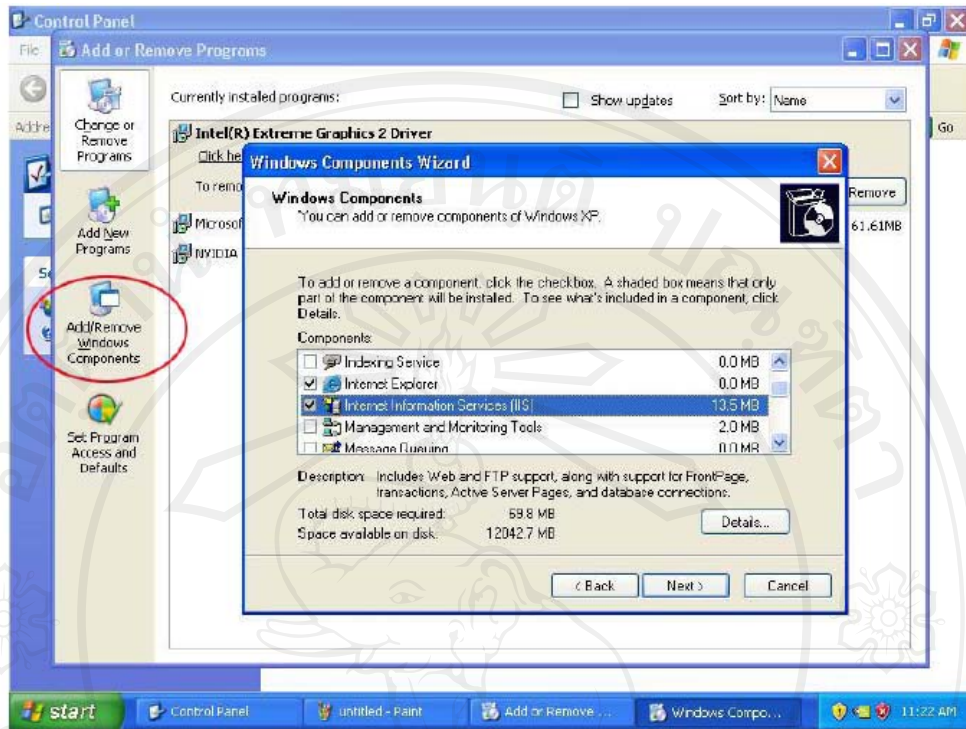 Control Panel
File
Add or Remove Programs
Change or
Remove
Programs
Add New
Programs
Add/Remove
Windows
Components
Set Program
Access and
Defaults
Currently installed programs:
Show updates
Sort by: Name
Go
Intel(R) Extreme Graphics 2 Driver
Click he
To remo
Remove
Microsof
61.61MB
NVIDIA
Windows Components Wizard
Windows Components
You can add or remove components of Windows XP.
To add or remove a component, click the checkbox. A shaded box means that only
part of the component will be installed. To see what's included in a component, click
Details.
Components:
Indexing Service 0.0 MB
Internet Explorer 0.0 MB
Internet Information Services (IIS) 13.5 MB
Management and Monitoring Tools 2.0 MB
Message Queuing 0.0 MB
Description: Includes Web and FTP support, along with support for FrontPage,
transactions, Active Server Pages, and database connections.
Total disk space required: 69.8 MB
Space available on disk: 12042.7 MB
Details...
< Back
Next >
Cancel
start
Control Panel
untitled - Paint
Add or Remove ...
Windows Compo...
11:22 AM